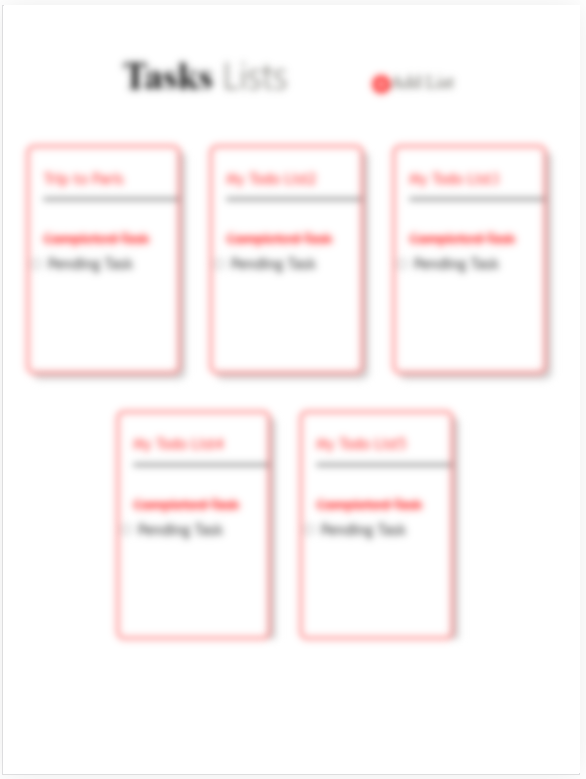 Tasks Lists
Add List
Trip to Paris
Completed Task
Pending Task
My Todo List2
Completed Task
Pending Task
My Todo List3
Completed Task
Pending Task
My Todo List4
Completed Task
Pending Task
My Todo List5
Completed Task
Pending Task